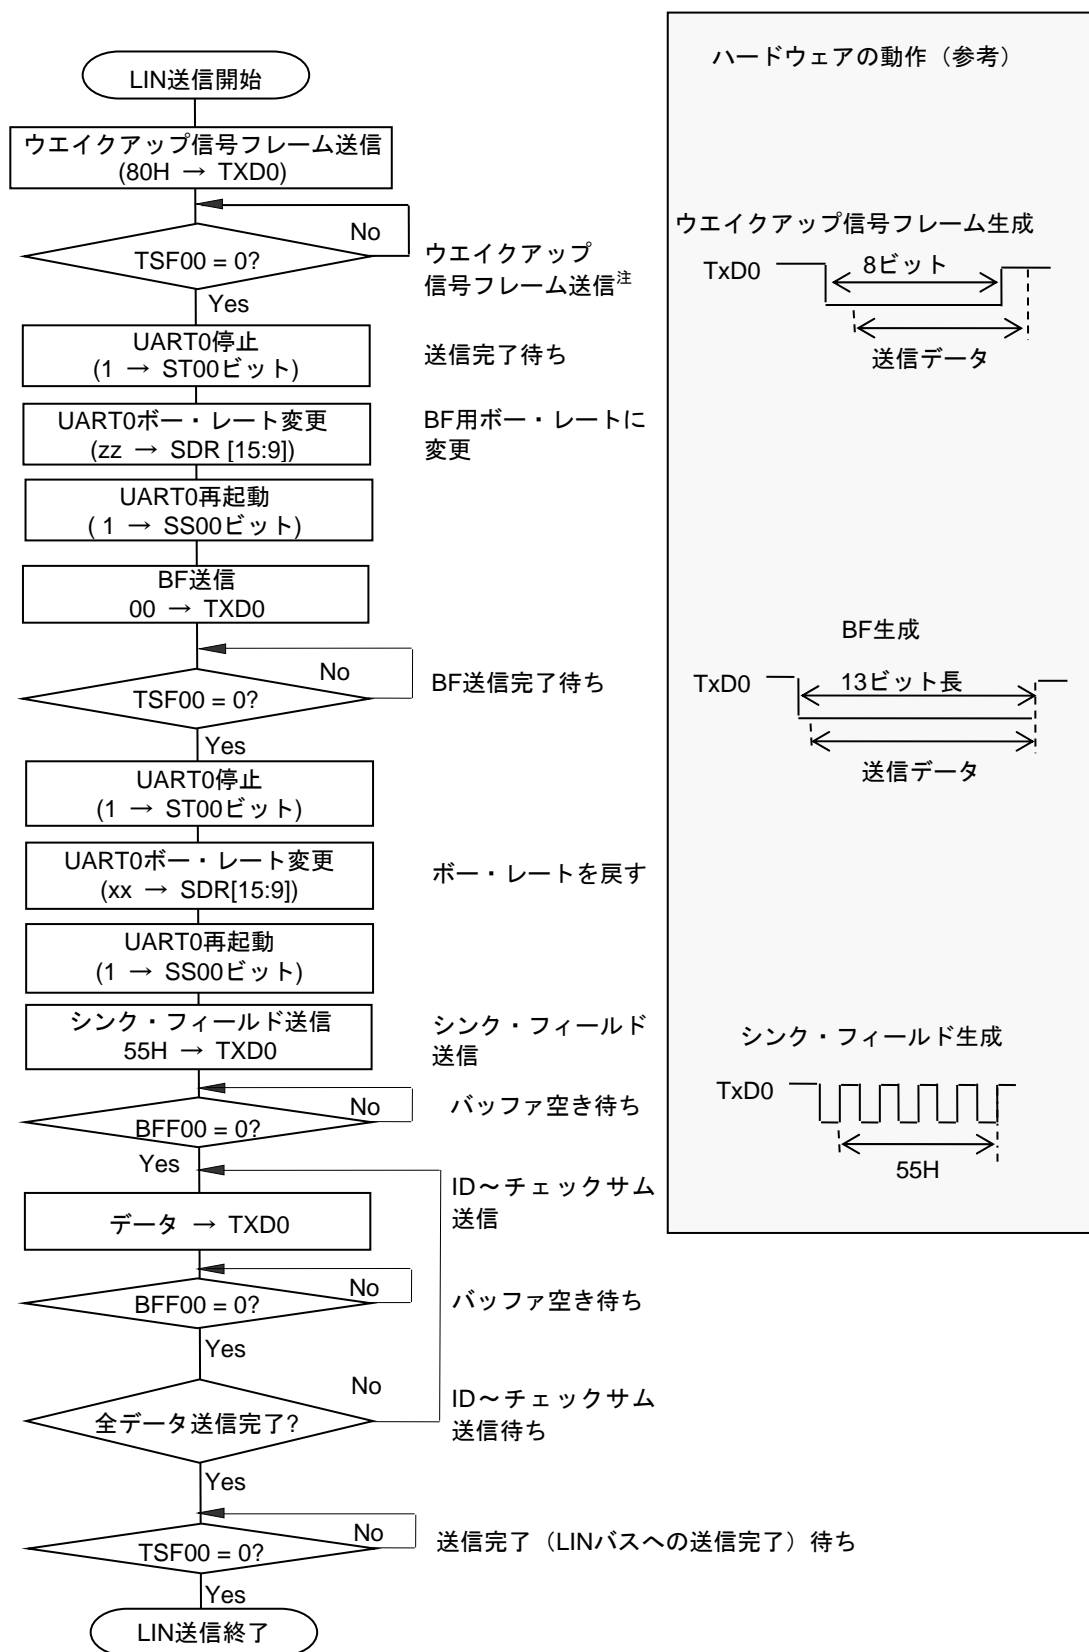 LIN送信開始
ウエイクアップ信号フレーム送信
(80H → TXD0)
No
TSF00 = 0?
ウエイクアップ
信号フレーム送信注
Yes
UART0停止
(1 → ST00ビット)
送信完了待ち
UART0ボー・レート変更
(zz → SDR [15:9])
BF用ボー・レートに
変更
UART0再起動
( 1 → SS00ビット)
BF送信
00 → TXD0
No
TSF00 = 0?
BF送信完了待ち
Yes
UART0停止
(1 → ST00ビット)
UART0ボー・レート変更
(xx → SDR[15:9])
ボー・レートを戻す
UART0再起動
(1 → SS00ビット)
シンク・フィールド送信
55H → TXD0
シンク・フィールド
送信
No
BFF00 = 0?
バッファ空き待ち
Yes
ID～チェックサム
送信
データ → TXD0
No
BFF00 = 0?
バッファ空き待ち
Yes
No
全データ送信完了?
ID～チェックサム
送信待ち
Yes
No
TSF00 = 0?
送信完了（LINバスへの送信完了）待ち
Yes
LIN送信終了
ハードウェアの動作（参考）
ウエイクアップ信号フレーム生成
TxD0
8ビット
送信データ
BF生成
TxD0
13ビット長
送信データ
シンク・フィールド生成
TxD0
55H